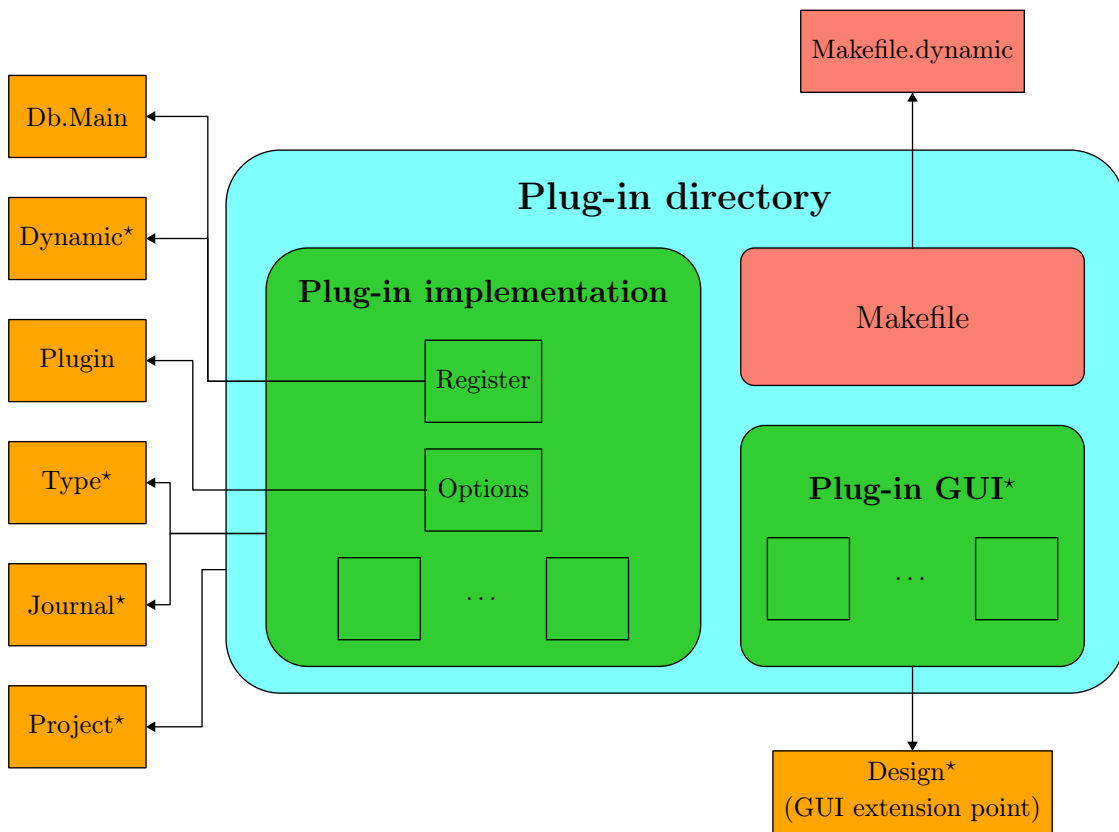 Makefile.dynamic
Db.Main
Plug-in directory
Dynamic⋆
Plug-in implementation
Makefile
Plugin
Register
Type⋆
Options
Plug-in GUI⋆
...
Journal⋆
...
Project⋆
Design⋆
(GUI extension point)